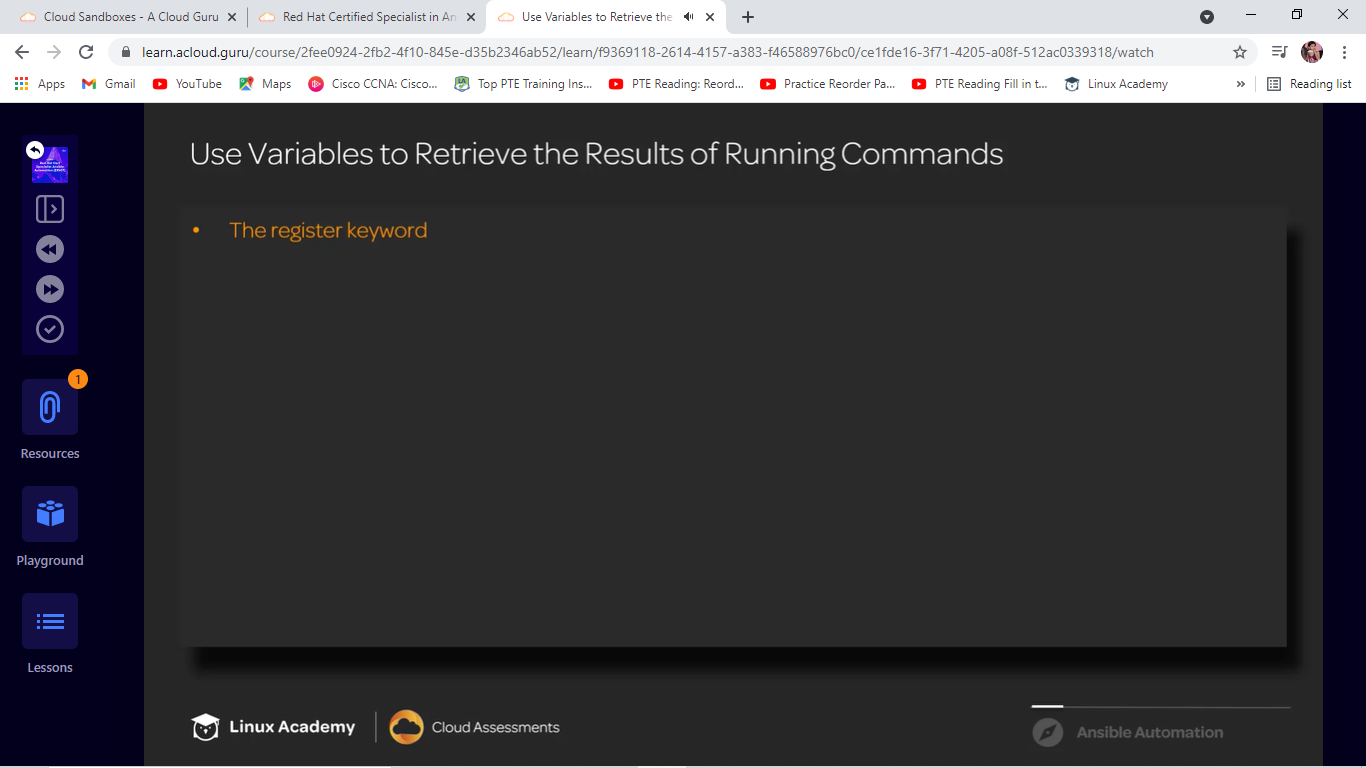 Cloud Sandboxes - A Cloud Guru
Red Hat Certified Specialist in An
Use Variables to Retrieve the
learn.acloud.guru/course/2fee0924-2fb2-4f10-845e-d35b2346ab52/learn/f9369118-2614-4157-a383-f46588976bc0/ce1fde16-3f71-4205-a08f-512ac0339318/watch
Apps
Gmail
YouTube
Maps
Cisco CCNA: Cisco...
Top PTE Training Ins...
PTE Reading: Reord...
Practice Reorder Pa...
PTE Reading Fill in t...
Linux Academy
»
Reading list
Use Variables to Retrieve the Results of Running Commands
• The register keyword
1
Resources
Playground
Lessons
Linux Academy
Cloud Assessments
Ansible Automation